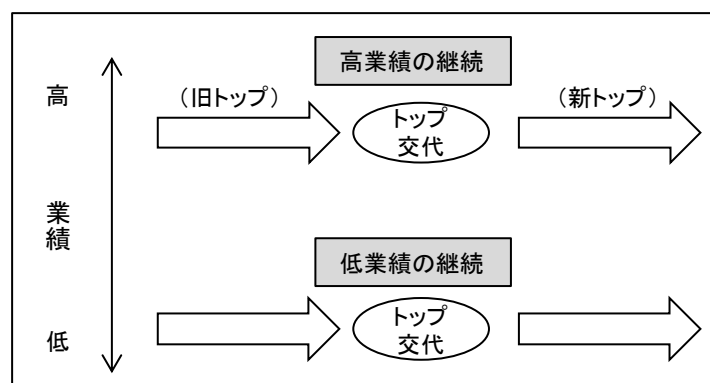 高業績の継続
高
(旧トップ)
トップ
交代
(新トップ)
業
績
低業績の継続
低
トップ
交代